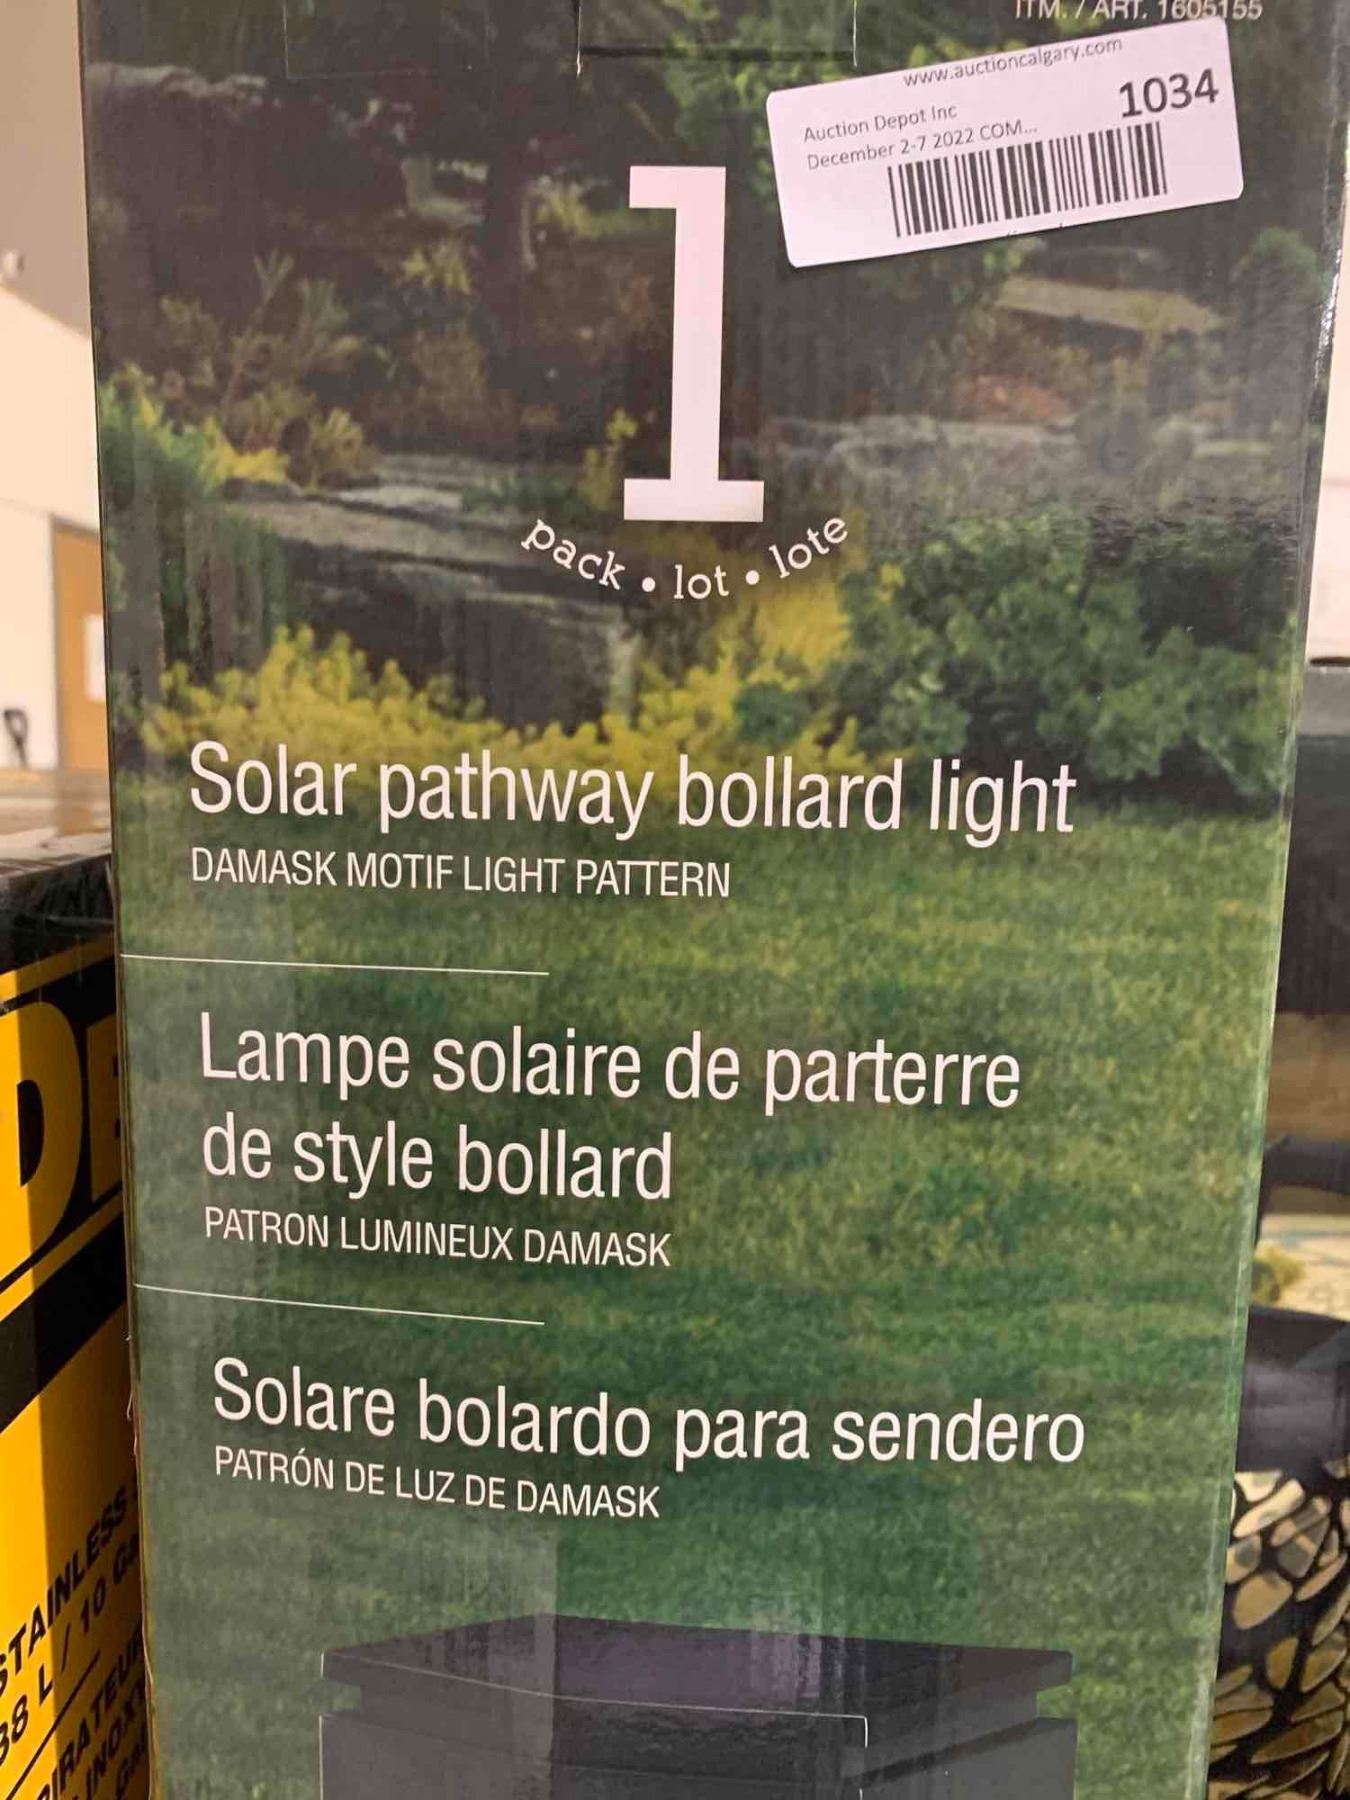 ITM. / ART. 1605155
www.auctioncalgary.com
Auction Depot Inc
1034
December 2-7 2022 COM...
1
pack • lot • lote
Solar pathway bollard light
DAMASK MOTIF LIGHT PATTERN
Lampe solaire de parterre
de style bollard
PATRON LUMINEUX DAMASK
Solare bolardo para sendero
PATRÓN DE LUZ DE DAMASK
DE
STAINLESS
38 L / 10 GA